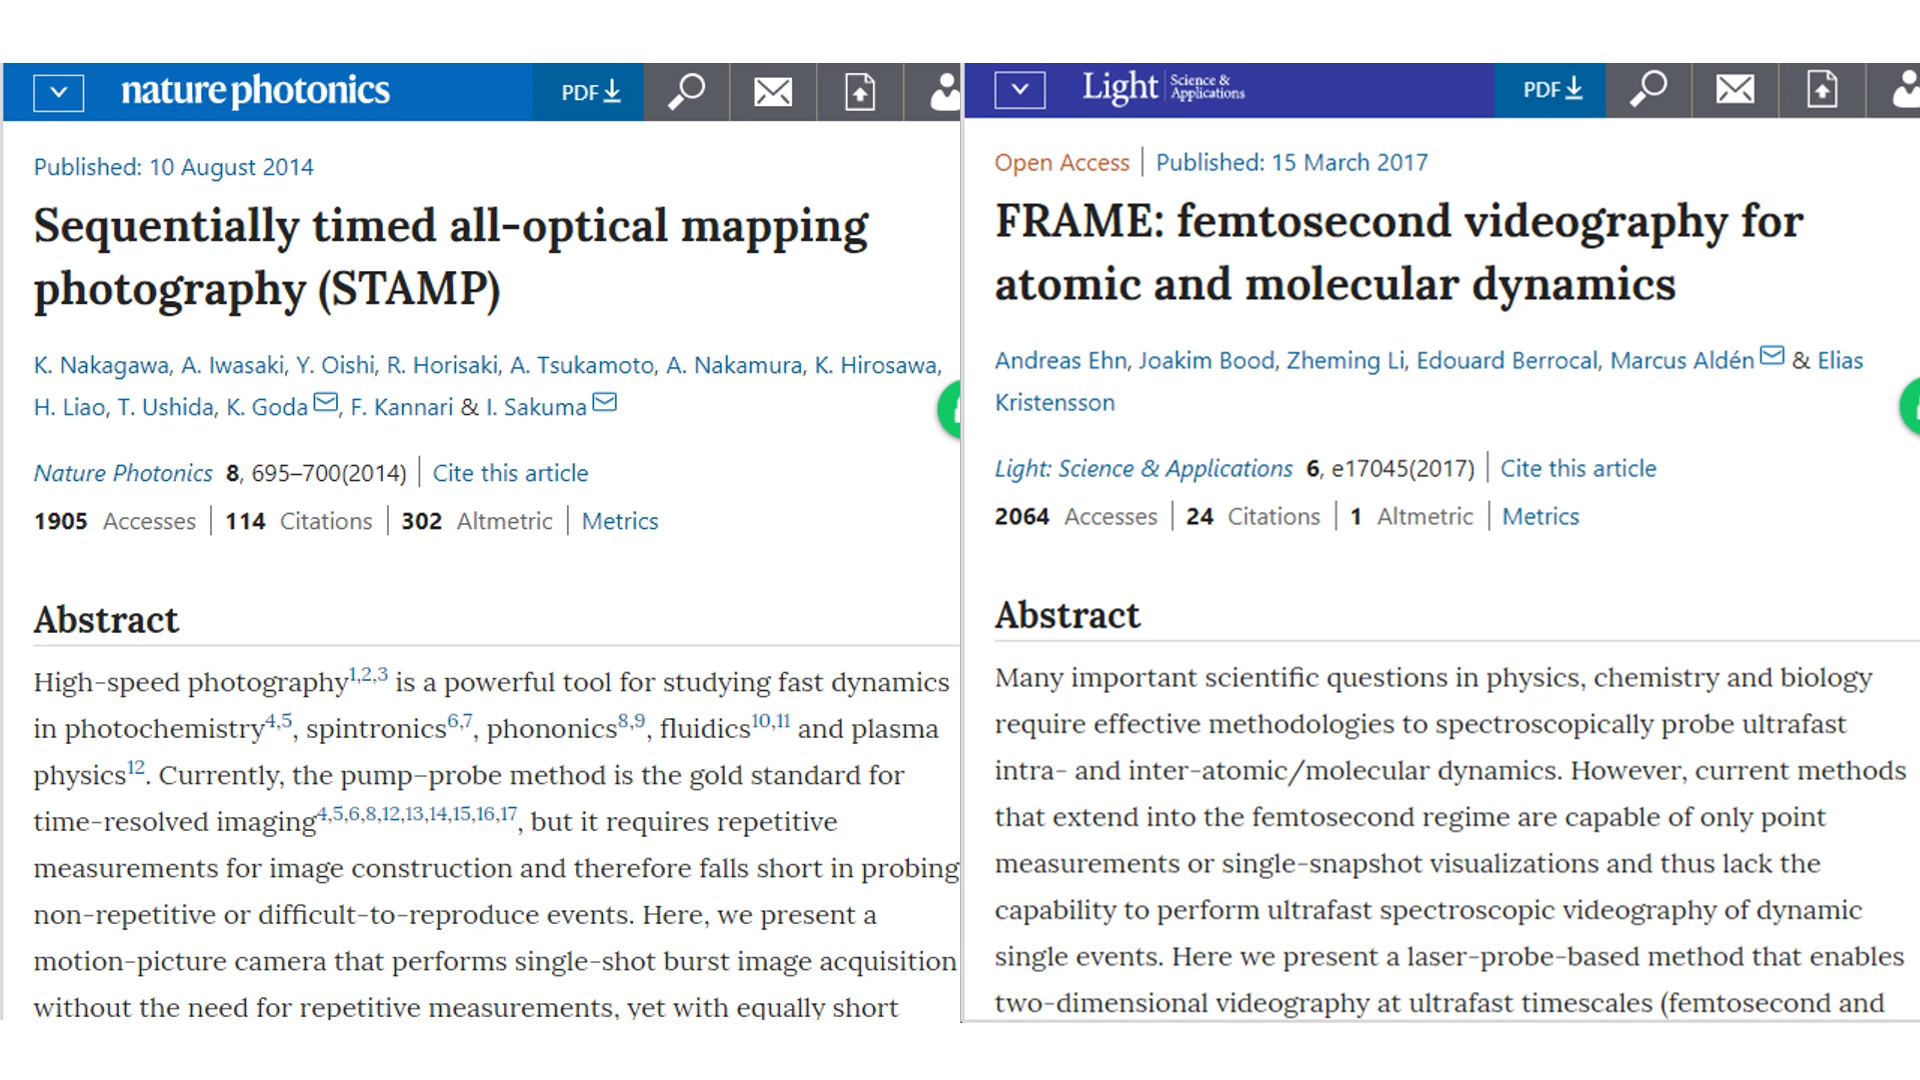 nature photonics
PDF
Published: 10 August 2014
Sequentially timed all-optical mapping
photography (STAMP)
K. Nakagawa, A. Iwasaki, Y. Oishi, R. Horisaki, A. Tsukamoto, A. Nakamura, K. Hirosawa,
H. Liao, T. Ushida, K. Goda, F. Kannari & I. Sakuma
Nature Photonics 8, 695–700(2014) | Cite this article
1905 Accesses | 114 Citations | 302 Altmetric | Metrics
Abstract
High-speed photography1,2,3 is a powerful tool for studying fast dynamics
in photochemistry4,5, spintronics6,7, phononics8,9, fluidics10,11 and plasma
physics12. Currently, the pump–probe method is the gold standard for
time-resolved imaging4,5,6,8,12,13,14,15,16,17, but it requires repetitive
measurements for image construction and therefore falls short in probing
non-repetitive or difficult-to-reproduce events. Here, we present a
motion-picture camera that performs single-shot burst image acquisition
without the need for repetitive measurements, yet with equally short
Light | Science &
Applications
PDF
Open Access | Published: 15 March 2017
FRAME: femtosecond videography for
atomic and molecular dynamics
Andreas Ehn, Joakim Bood, Zheming Li, Edouard Berrocal, Marcus Aldén & Elias
Kristensson
Light: Science & Applications 6, e17045(2017) | Cite this article
2064 Accesses | 24 Citations | 1 Altmetric | Metrics
Abstract
Many important scientific questions in physics, chemistry and biology
require effective methodologies to spectroscopically probe ultrafast
intra- and inter-atomic/molecular dynamics. However, current methods
that extend into the femtosecond regime are capable of only point
measurements or single-snapshot visualizations and thus lack the
capability to perform ultrafast spectroscopic videography of dynamic
single events. Here we present a laser-probe-based method that enables
two-dimensional videography at ultrafast timescales (femtosecond and